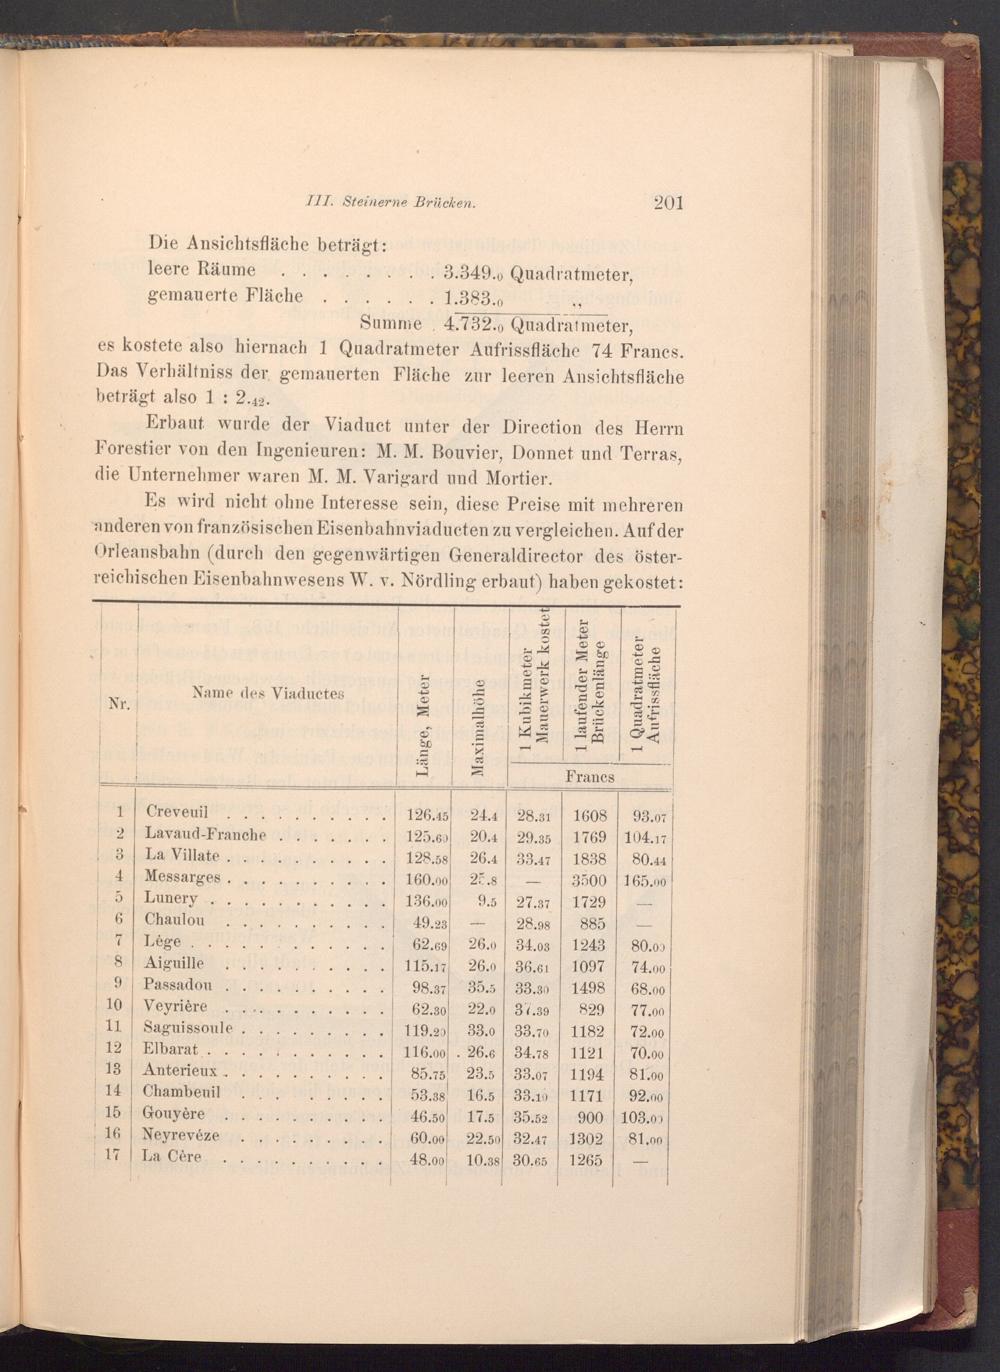 III. Steinerne Brücken. 201
Die Ansichtsfläche beträgt:
leere Räume . . . . . . . . 3.349.0 Quadratmeter,
gemauerte Fläche . . . . . . 1.383.0 „
Summe . 4.732.0 Quadratmeter,
es kostete also hiernach 1 Quadratmeter Aufrissfläche 74 Francs.
Das Verhältniss der gemauerten Fläche zur leeren Ansichtsfläche
beträgt also 1 : 2.42.
Erbaut wurde der Viaduct unter der Direction des Herrn
Forestier von den Ingenieuren: M. M. Bouvier, Donnet und Terras,
die Unternehmer waren M. M. Varigard und Mortier.
Es wird nicht ohne Interesse sein, diese Preise mit mehreren
anderen von französischen Eisenbahnviaducten zu vergleichen. Auf der
Orleansbahn (durch den gegenwärtigen Generaldirector des öster-
reichischen Eisenbahnwesens W. v. Nördling erbaut) haben gekostet:
Nr. Name des Viaductes Länge, Meter Maximalhöhe 1 Kubikmeter Mauerwerk kostet 1 laufender Meter Brückenlänge 1 Quadratmeter Aufrissfläche
Francs
1 Creveuil . . . . . . . . . . 126.45 24.4 28.31 1608 93.07
2 Lavaud-Franche . . . . . . . 125.60 20.4 29.35 1769 104.17
3 La Villate . . . . . . . . . . 128.58 26.4 33.47 1838 80.44
4 Messarges . . . . . . . . . . 160.00 — 3500 165.00
5 Lunery . . . . . . . . . . . 136.00 9.5 27.37 1729 —
6 Chaulou . . . . . . . . . . 49.23 — 28.98 885 —
7 Lège . . . . . . . . . . . . 62.69 26.0 34.03 1243 80.00
8 Aiguille . . . . . . . . . . 115.17 26.0 36.61 1097 74.00
9 Passadou . . . . . . . . . . 98.37 35.5 33.30 1498 68.00
10 Veyrière . . . . . . . . . . 62.30 22.0 37.39 829 77.00
11 Saguissoule . . . . . . . . . 119.20 33.0 33.70 1182 72.00
12 Elbarat . . . . . . . . . . . 116.00 26.6 34.78 1121 70.00
13 Anterieux . . . . . . . . . . 85.75 23.5 33.07 1194 81.00
14 Chambeuil . . . . . . . . . 53.38 16.5 33.10 1171 92.00
15 Gouyère . . . . . . . . . . 46.50 17.5 35.52 900 103.00
16 Neyrevéze . . . . . . . . . 60.00 22.50 32.47 1302 81.00
17 La Cère . . . . . . . . . . 48.00 10.38 30.65 1265 —